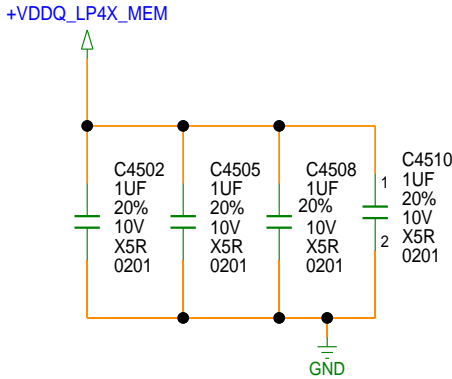 +VDDQ_LP4X_MEM
C4502
1UF
20%
10V
X5R
0201
C4505
1UF
20%
10V
X5R
0201
C4508
1UF
20%
10V
X5R
0201
C4510
1 1UF
20%
10V
2 X5R
0201
GND